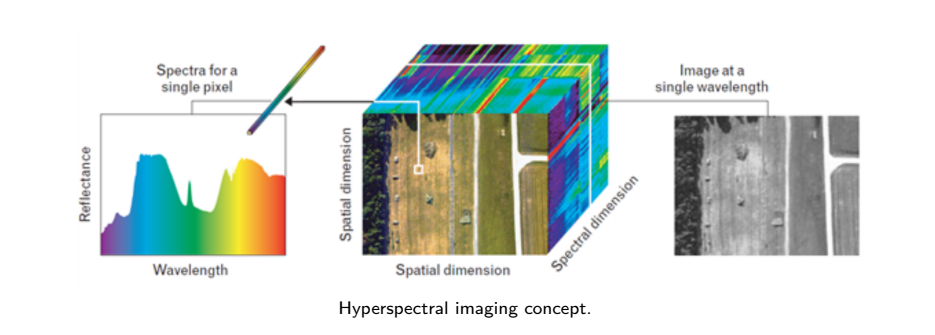 Spectra for a
single pixel
Reflectance
Wavelength
Spatial dimension
Spatial dimension
Spectral dimension
Image at a
single wavelength
Hyperspectral imaging concept.